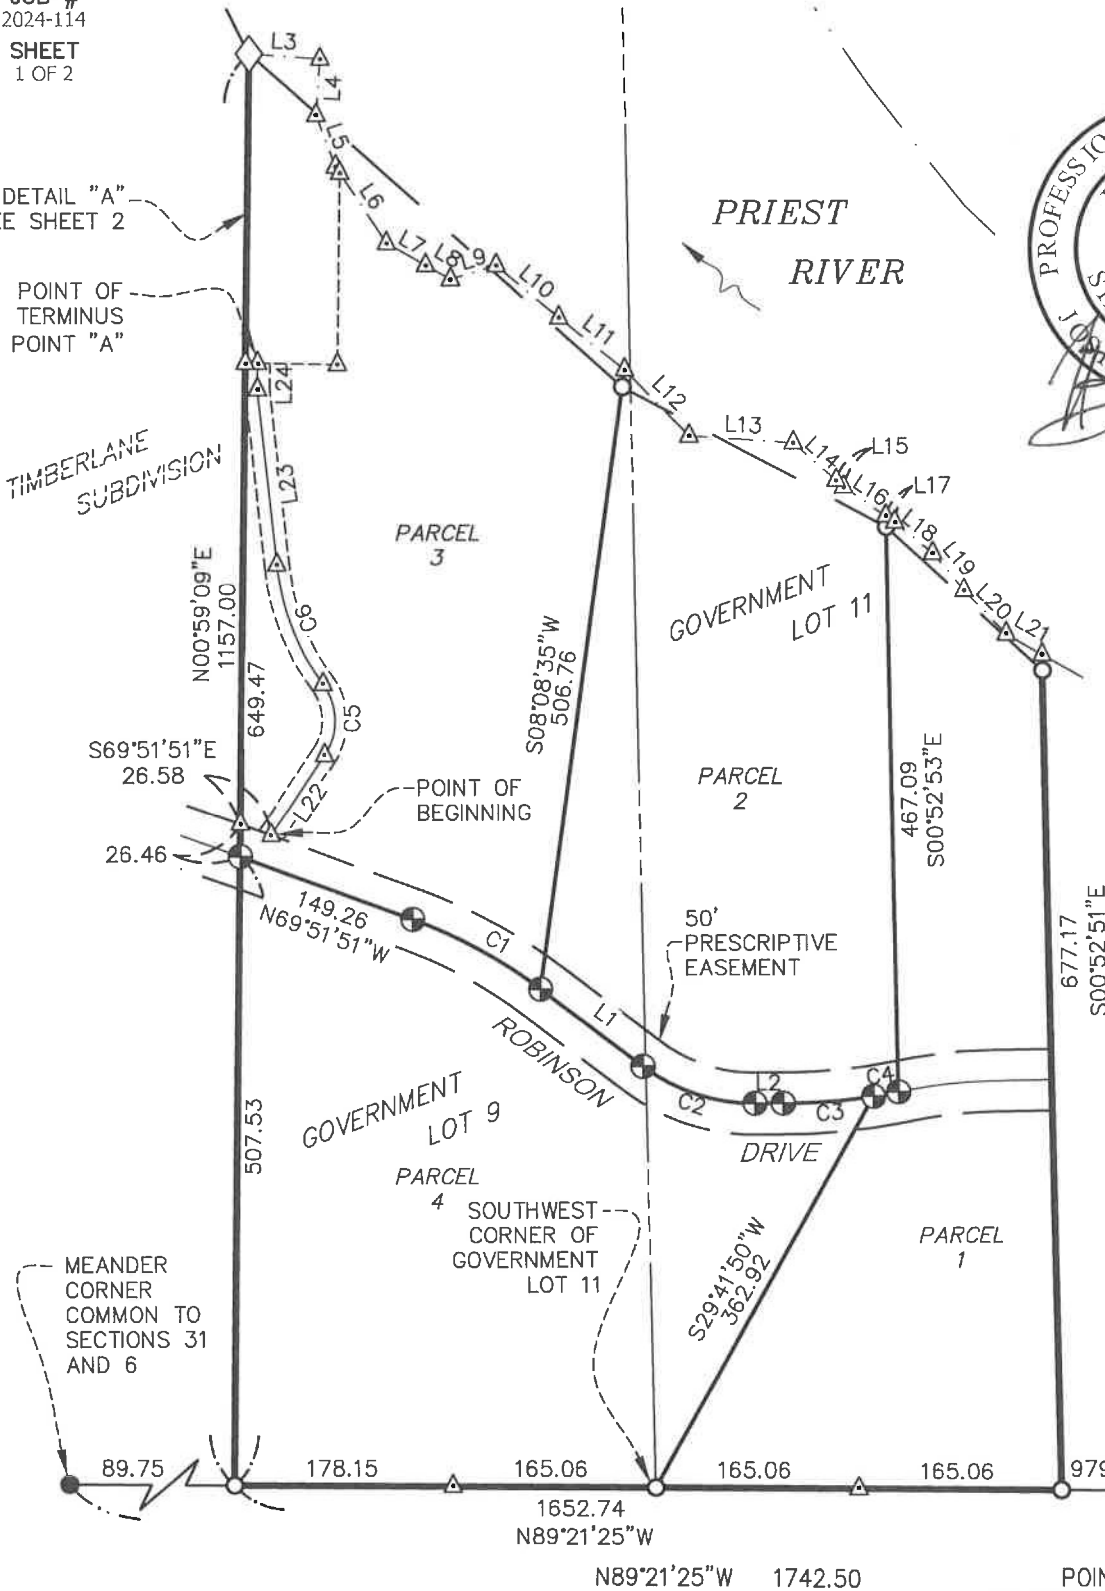 2024-114
SHEET
1 OF 2
L3
L4
L5
L6
L7
L8
L9
L10
L11
L12
L13
L14
L15
L16
L17
L18
L19
L20
L21
DETAIL "A"
SHEET 2
PRIEST
RIVER
POINT OF
TERMINUS
POINT "A"
L24
L23
TIMBERLANE
SUBDIVISION
PARCEL
3
GOVERNMENT
LOT 11
N00°59'09"E
1157.00
649.47
C6
C5
L22
S08°08'35"W
506.76
S69°51'51"E
26.58
26.46
POINT OF
BEGINNING
PARCEL
2
467.09
S00°52'53"E
677.17
S00°52'51"E
149.26
N69°51'51"W
C1
L1
50'
PRESCRIPTIVE
EASEMENT
ROBINSON
DRIVE
C2
L2
C3
C4
507.53
GOVERNMENT
LOT 9
PARCEL
4
SOUTHWEST
CORNER OF
GOVERNMENT
LOT 11
S29°41'50"W
362.92
PARCEL
1
MEANDER
CORNER
COMMON TO
SECTIONS 31
AND 6
89.75
178.15
165.06
165.06
165.06
979
1652.74
N89°21'25"W
N89°21'25"W 1742.50